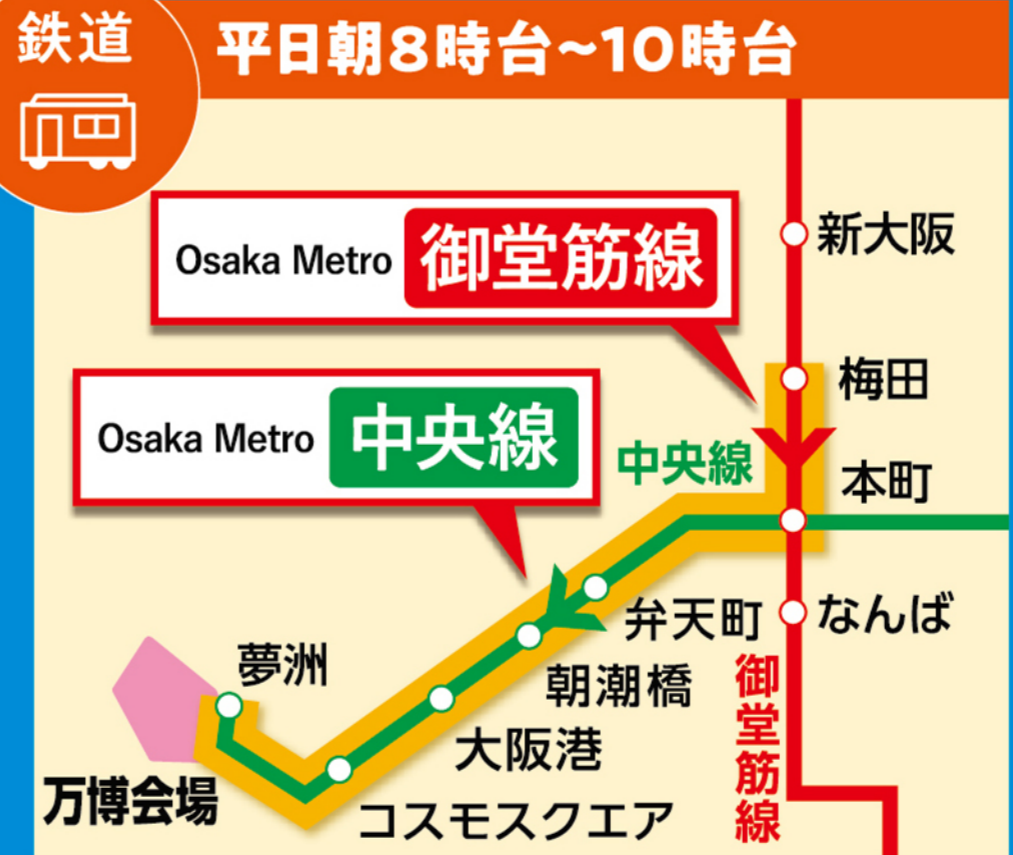 鉄道
平日朝8時台~10時台
新大阪
Osaka Metro 御堂筋線
梅田
Osaka Metro 中央線
中央線
本町
弁天町
なんば
夢洲
朝潮橋
御堂筋線
大阪港
万博会場
コスモスクエア